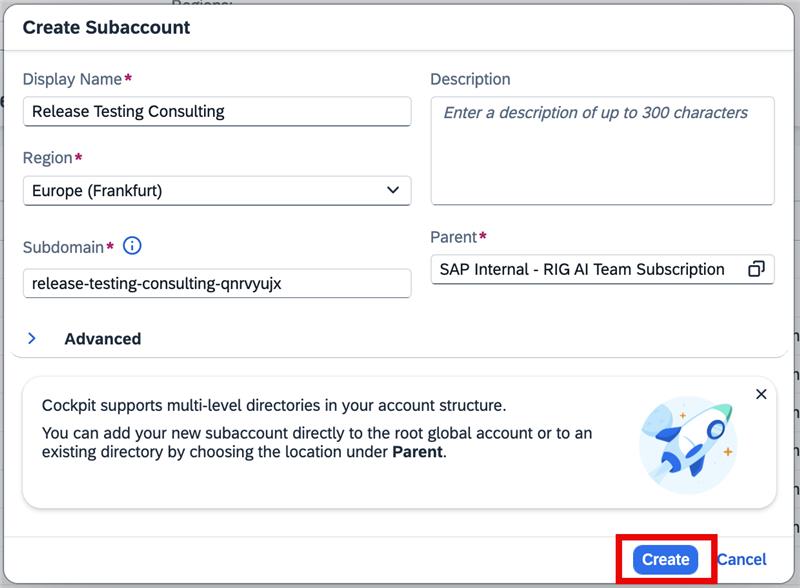 Create Subaccount
Display Name*
Release Testing Consulting
Region*
Europe (Frankfurt)
Subdomain*
release-testing-consulting-qnrvyujx
Description
Enter a description of up to 300 characters
Parent*
SAP Internal - RIG AI Team Subscription
Advanced
Cockpit supports multi-level directories in your account structure.
You can add your new subaccount directly to the root global account or to an
existing directory by choosing the location under Parent.
Create
Cancel